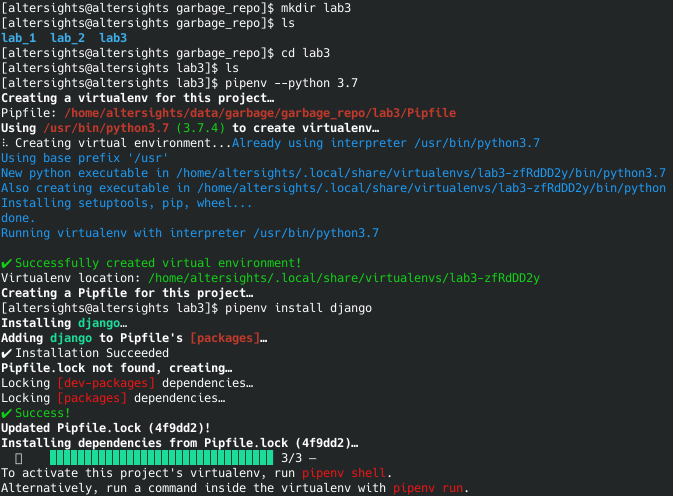 [altersights@altersights garbage_repo]$ mkdir lab3
[altersights@altersights garbage_repo]$ ls
lab_1  lab_2  lab3
[altersights@altersights garbage_repo]$ cd lab3
[altersights@altersights lab3]$ ls
[altersights@altersights lab3]$ pipenv --python 3.7
Creating a virtualenv for this project…
Pipfile: /home/altersights/data/garbage/garbage_repo/lab3/Pipfile
Using /usr/bin/python3.7 (3.7.4) to create virtualenv…
⠧ Creating virtual environment...Already using interpreter /usr/bin/python3.7
Using base prefix '/usr'
New python executable in /home/altersights/.local/share/virtualenvs/lab3-zfRdDD2y/bin/python3.7
Also creating executable in /home/altersights/.local/share/virtualenvs/lab3-zfRdDD2y/bin/python
Installing setuptools, pip, wheel...
done.
Running virtualenv with interpreter /usr/bin/python3.7
✔ Successfully created virtual environment!
Virtualenv location: /home/altersights/.local/share/virtualenvs/lab3-zfRdDD2y
Creating a Pipfile for this project…
[altersights@altersights lab3]$ pipenv install django
Installing django…
Adding django to Pipfile's [packages]…
✔ Installation Succeeded
Pipfile.lock not found, creating…
Locking [dev-packages] dependencies…
Locking [packages] dependencies…
✔ Success!
Updated Pipfile.lock (4f9dd2)!
Installing dependencies from Pipfile.lock (4f9dd2)…
3/3 —
To activate this project's virtualenv, run pipenv shell.
Alternatively, run a command inside the virtualenv with pipenv run.